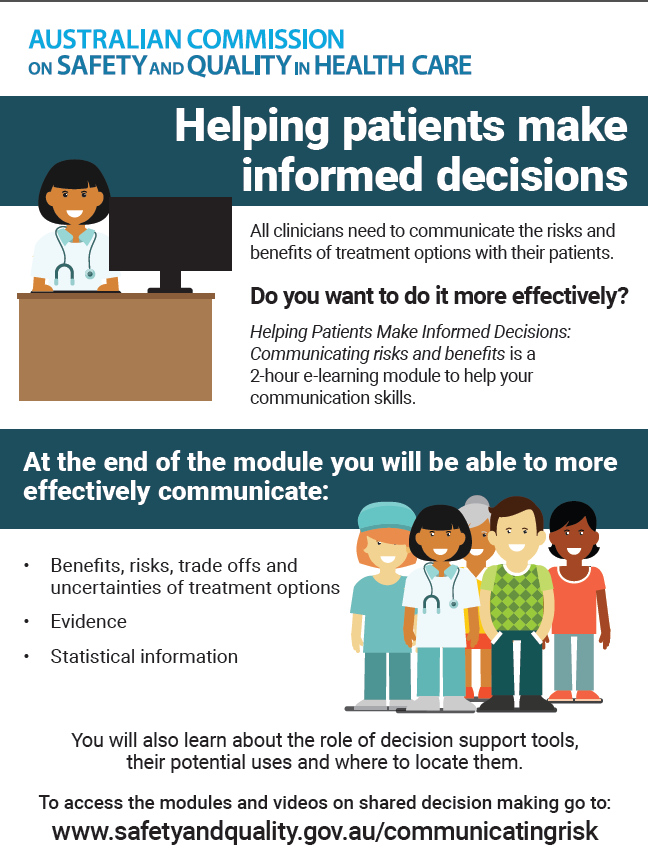 AUSTRALIAN COMMISSION
ON SAFETY AND QUALITY IN HEALTH CARE
Helping patients make
informed decisions
All clinicians need to communicate the risks and
benefits of treatment options with their patients.
Do you want to do it more effectively?
Helping Patients Make Informed Decisions:
Communicating risks and benefits is a
2-hour e-learning module to help your
communication skills.
At the end of the module you will be able to more
effectively communicate:
• Benefits, risks, trade offs and
uncertainties of treatment options
• Evidence
• Statistical information
You will also learn about the role of decision support tools,
their potential uses and where to locate them.
To access the modules and videos on shared decision making go to:
www.safetyandquality.gov.au/communicatingrisk